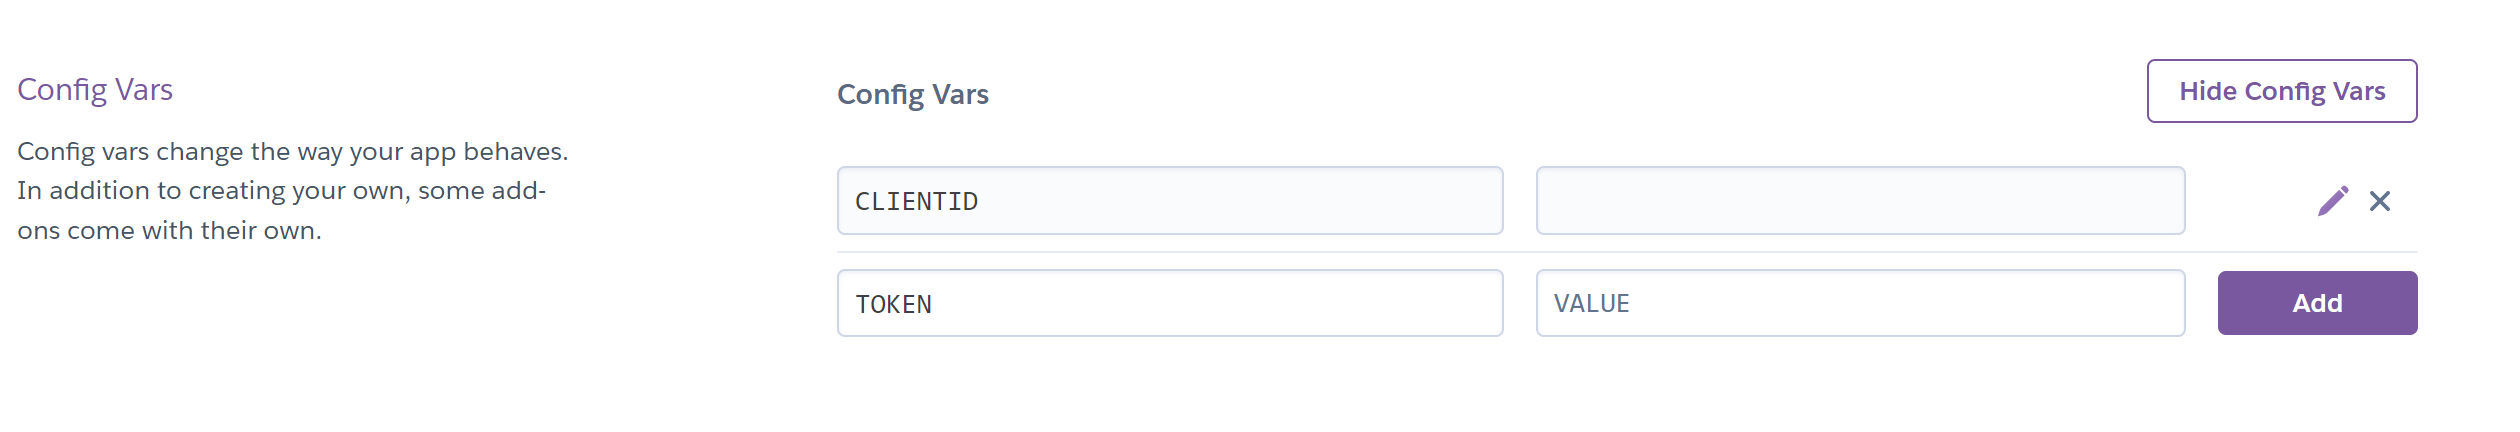 Config Vars
Config vars change the way your app behaves.
In addition to creating your own, some add-
ons come with their own.
Config Vars
Hide Config Vars
CLIENTID
TOKEN
VALUE
Add